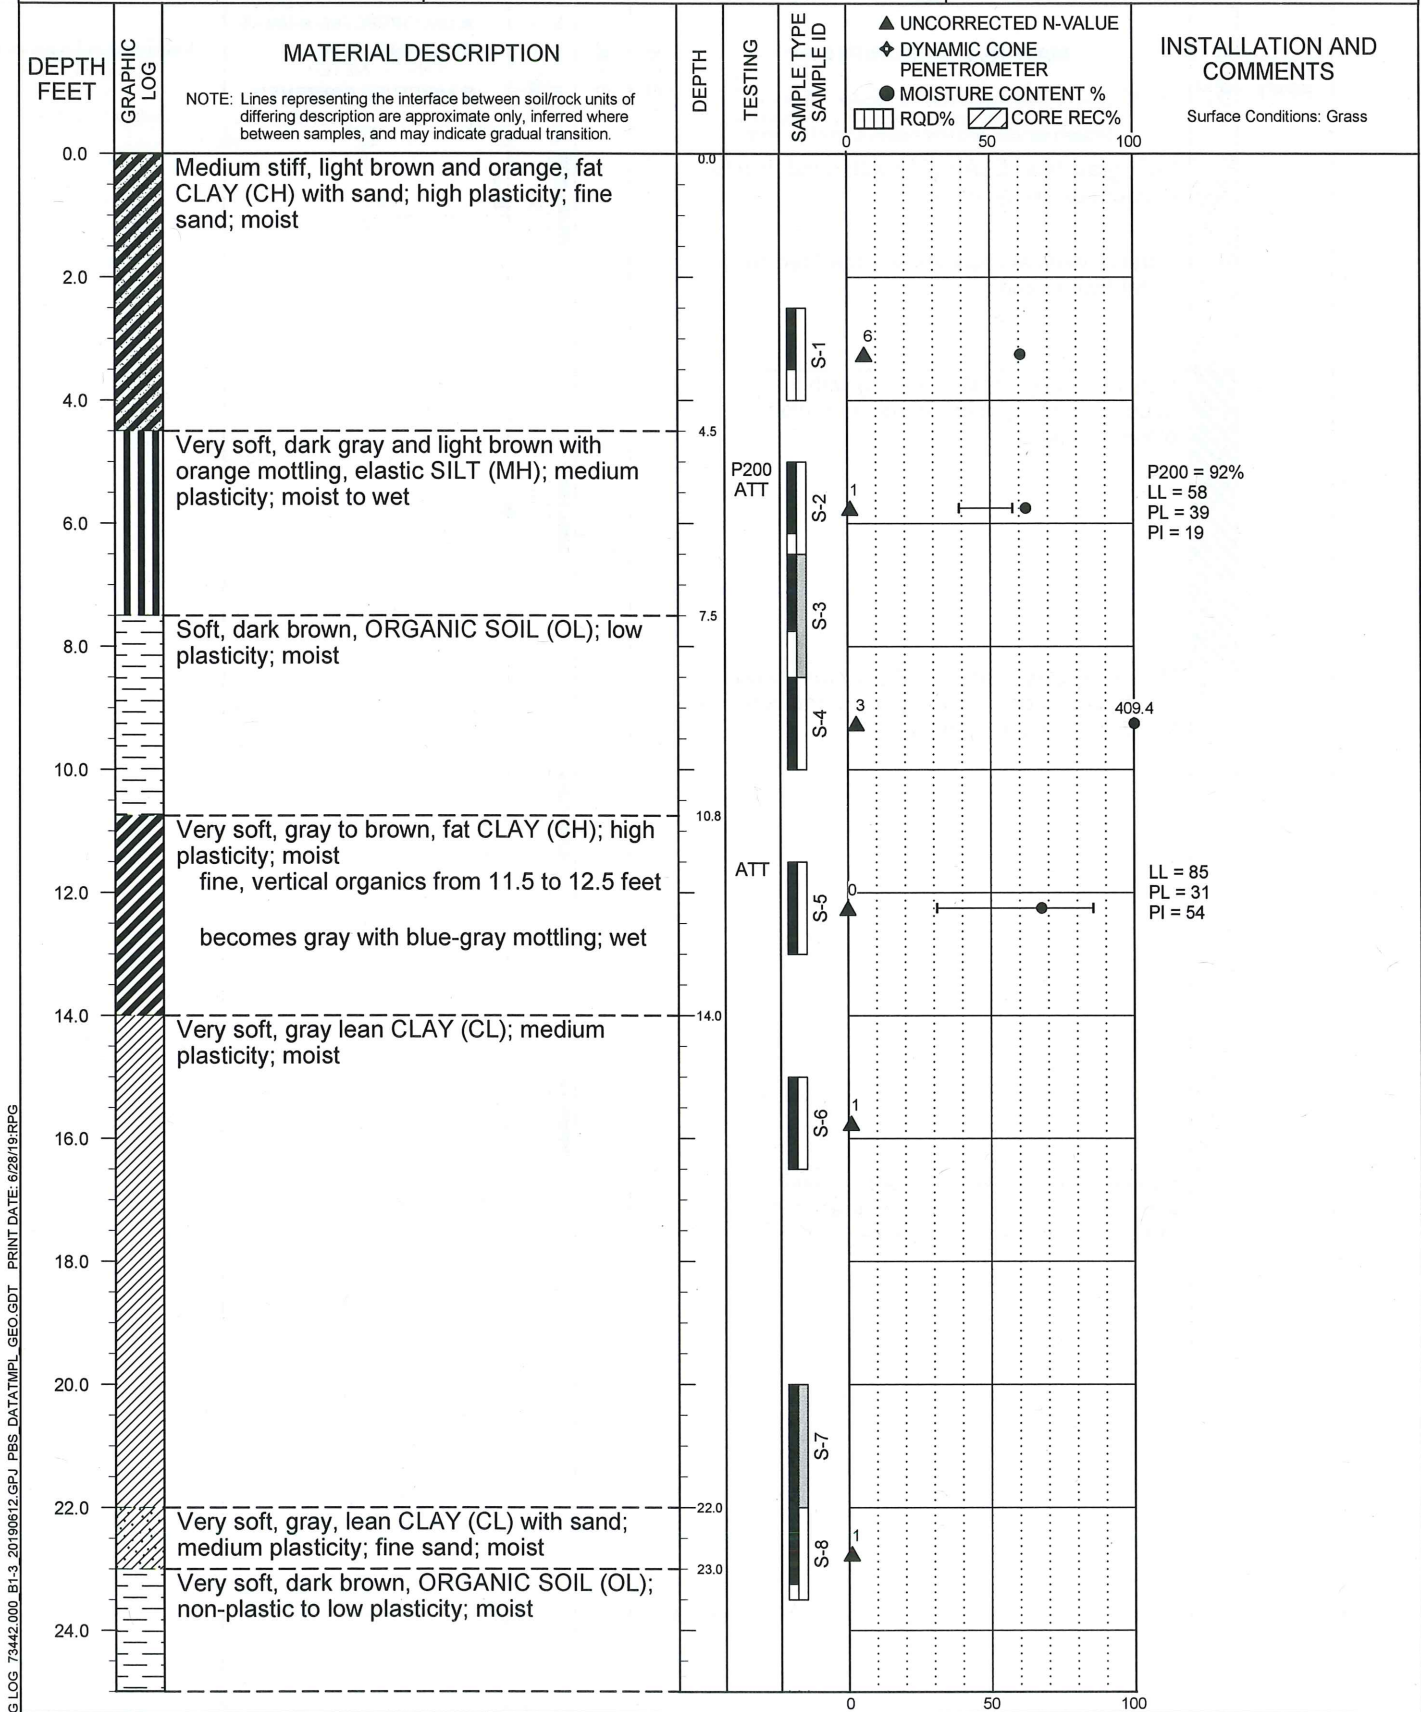 DEPTH
FEET
GRAPHIC
LOG
MATERIAL DESCRIPTION
NOTE: Lines representing the interface between soil/rock units of
differing description are approximate only, inferred where
between samples, and may indicate gradual transition.
DEPTH
TESTING
SAMPLE TYPE
SAMPLE ID
UNCORRECTED N-VALUE
DYNAMIC CONE
PENETROMETER
MOISTURE CONTENT %
RQD% CORE REC%
INSTALLATION AND
COMMENTS
Surface Conditions: Grass
0 50 100
0.0
Medium stiff, light brown and orange, fat
CLAY (CH) with sand; high plasticity; fine
sand; moist
0.0
2.0
S-1
6
4.0
4.5
Very soft, dark gray and light brown with
orange mottling, elastic SILT (MH); medium
plasticity; moist to wet
P200
ATT
S-2
1
P200 = 92%
LL = 58
PL = 39
PI = 19
6.0
S-3
7.5
Soft, dark brown, ORGANIC SOIL (OL); low
plasticity; moist
8.0
S-4
3
409.4
10.0
10.8
Very soft, gray to brown, fat CLAY (CH); high
plasticity; moist
fine, vertical organics from 11.5 to 12.5 feet
becomes gray with blue-gray mottling; wet
ATT
12.0
S-5
0
LL = 85
PL = 31
PI = 54
14.0
14.0
Very soft, gray lean CLAY (CL); medium
plasticity; moist
S-6
1
16.0
18.0
20.0
S-7
22.0
22.0
Very soft, gray, lean CLAY (CL) with sand;
medium plasticity; fine sand; moist
S-8
1
23.0
Very soft, dark brown, ORGANIC SOIL (OL);
non-plastic to low plasticity; moist
24.0
0 50 100
G LOG 73442.000_B1-3_20190612.GPJ PBS_DATATMPL_GEO.GDT PRINT DATE: 6/28/19:RPG